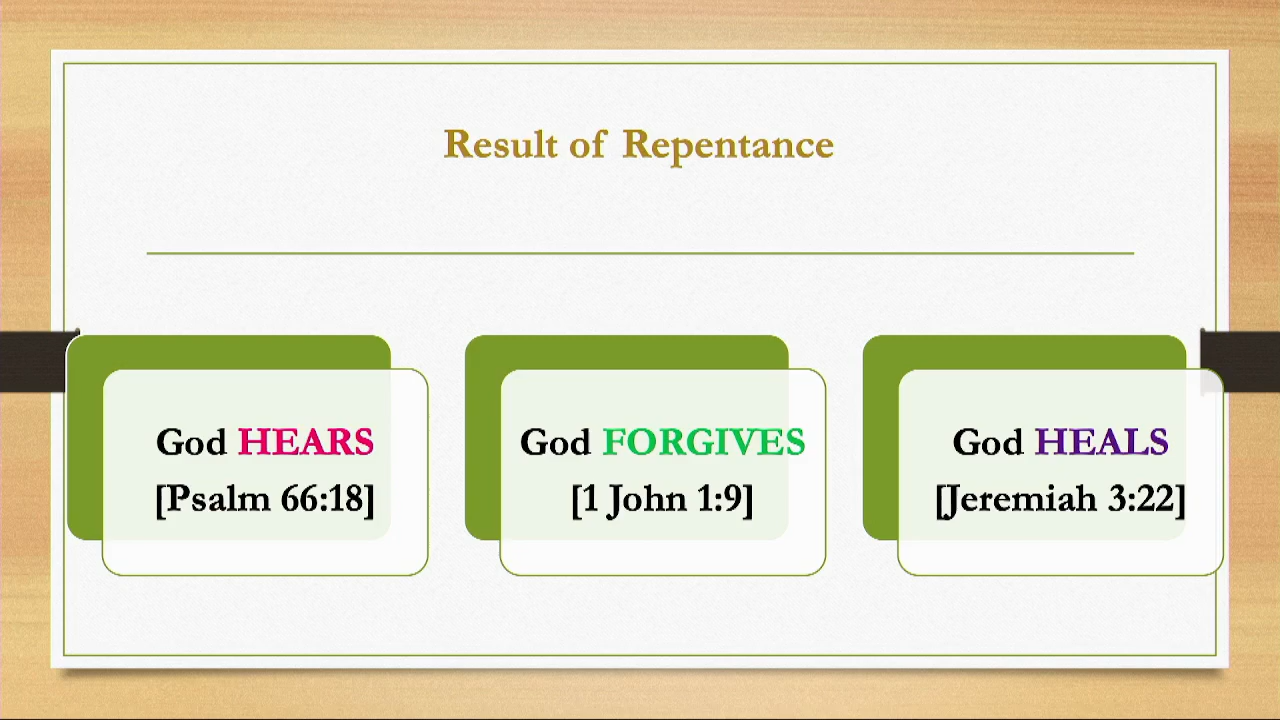 Result of Repentance
God HEARS
[Psalm 66:18]
God FORGIVES
[1 John 1:9]
God HEALS
[Jeremiah 3:22]